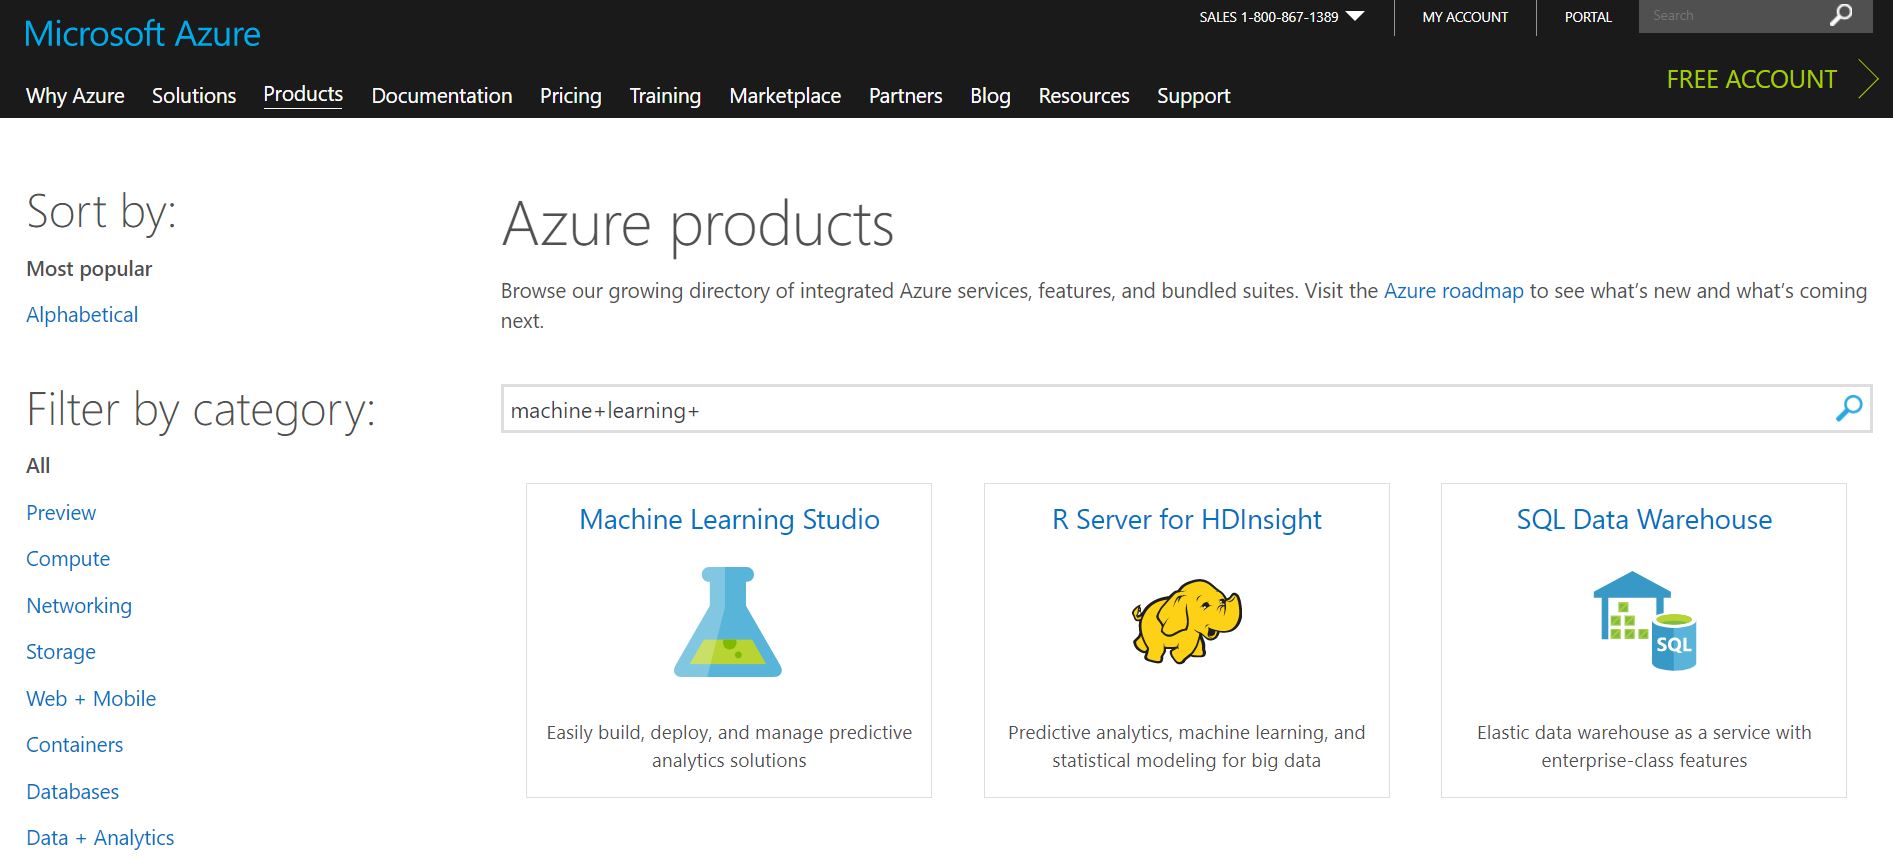 Microsoft Azure
SALES 1-800-867-1389
MY ACCOUNT
PORTAL
Search
Why Azure
Solutions
Products
Documentation
Pricing
Training
Marketplace
Partners
Blog
Resources
Support
FREE ACCOUNT
Sort by:
Most popular
Alphabetical
Filter by category:
All
Preview
Compute
Networking
Storage
Web + Mobile
Containers
Databases
Data + Analytics
Azure products
Browse our growing directory of integrated Azure services, features, and bundled suites. Visit the Azure roadmap to see what’s new and what’s coming
next.
machine+learning+
Machine Learning Studio
Easily build, deploy, and manage predictive
analytics solutions
R Server for HDInsight
Predictive analytics, machine learning, and
statistical modeling for big data
SQL Data Warehouse
SQL
Elastic data warehouse as a service with
enterprise-class features